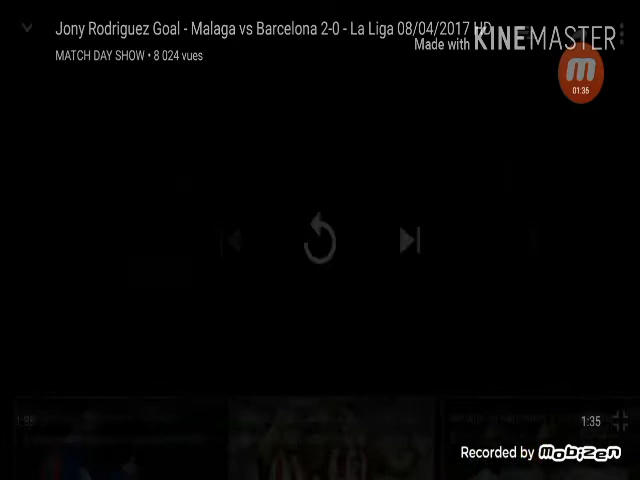 Jony Rodriguez Goal - Malaga vs Barcelona 2-0 - La Liga 08/04/2017 HD
Made with KINEMASTER
MATCH DAY SHOW • 8 024 vues
01:36
1:35
Recorded by Mobizen